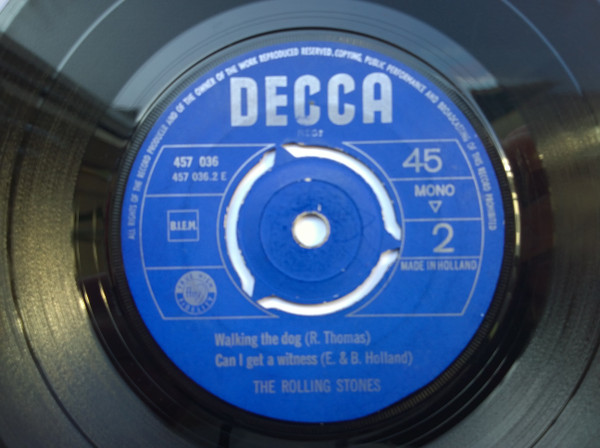 ALL RIGHTS OF THE RECORD PRODUCER AND OF THE OWNER OF THE WORK REPRODUCED RESERVED. COPYING, PUBLIC PERFORMANCE AND BROADCASTING OF THIS RECORD PROHIBITED
DECCA
457 036
457 036.2 E
45
MONO
B.I.E.M.
2
MADE IN HOLLAND
Walking the dog (R. Thomas)
Can I get a witness (E. & B. Holland)
THE ROLLING STONES